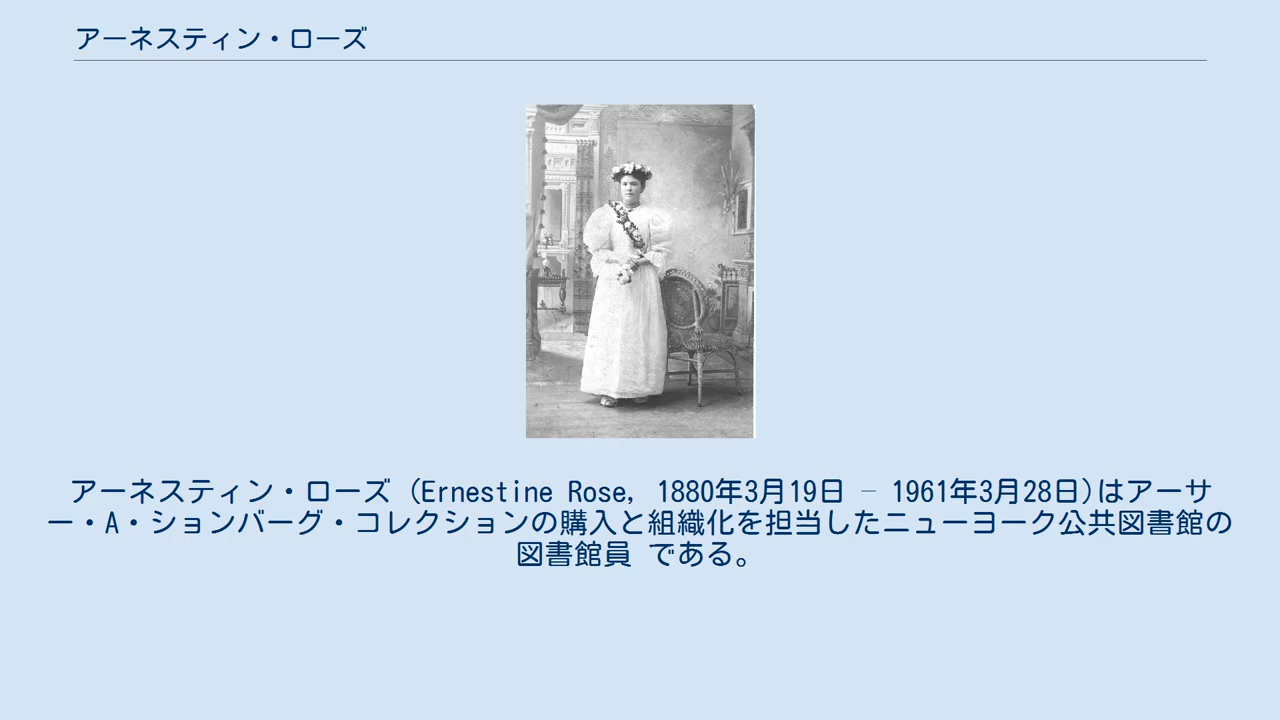 アーネスティン・ローズ
アーネスティン・ローズ (Ernestine Rose, 1880年3月19日 – 1961年3月28日)はアーサ
ー・A・ションバーグ・コレクションの購入と組織化を担当したニューヨーク公共図書館の
図書館員 である。